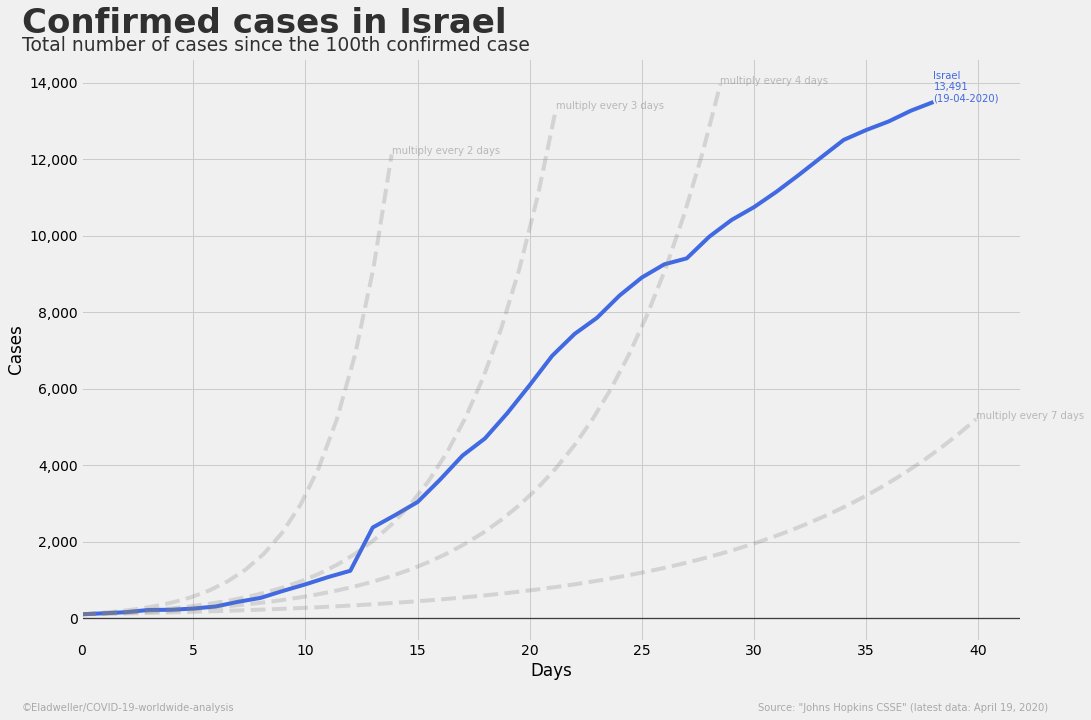 Confirmed cases in Israel
Total number of cases since the 100th confirmed case
14,000
12,000
10,000
8,000
6,000
4,000
2,000
0
Cases
multiply every 2 days
multiply every 3 days
multiply every 4 days
multiply every 7 days
Israel
13,491
(19-04-2020)
0 5 10 15 20 25 30 35 40
Days
©Eladweller/COVID-19-worldwide-analysis
Source: "Johns Hopkins CSSE" (latest data: April 19, 2020)